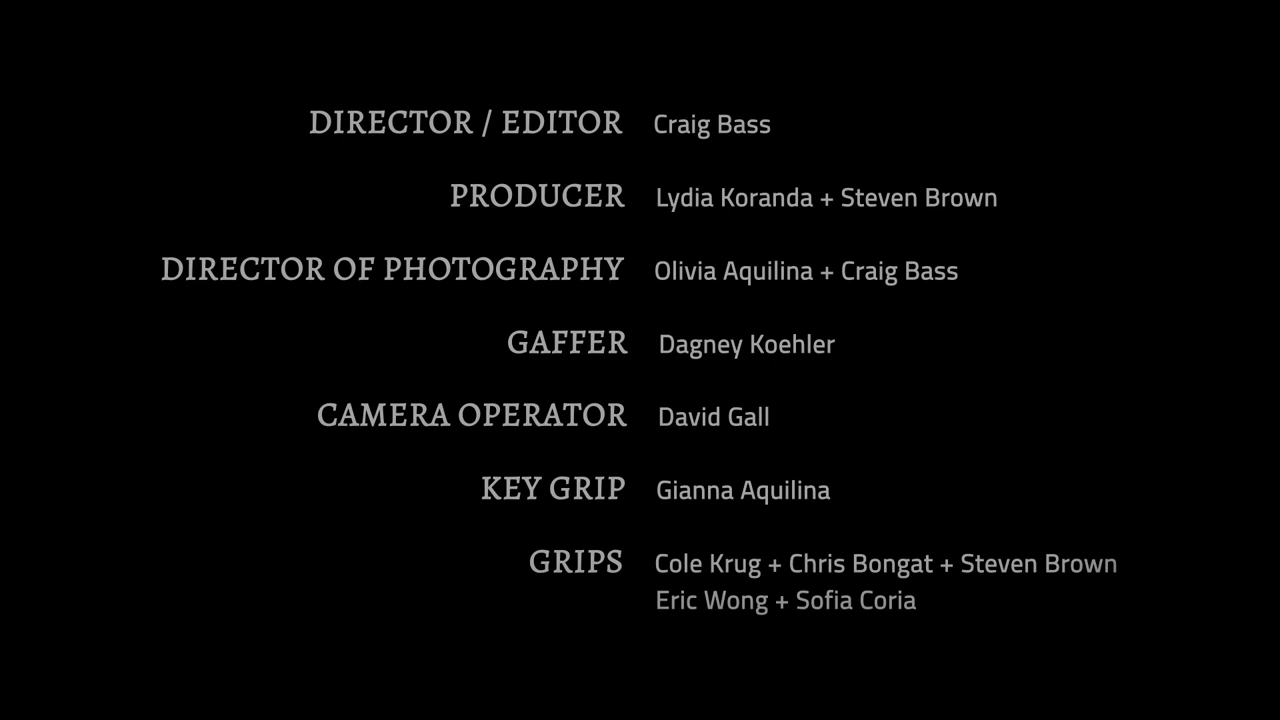 DIRECTOR / EDITOR Craig Bass
PRODUCER Lydia Koranda + Steven Brown
DIRECTOR OF PHOTOGRAPHY Olivia Aquilina + Craig Bass
GAFFER Dagney Koehler
CAMERA OPERATOR David Gall
KEY GRIP Gianna Aquilina
GRIPS Cole Krug + Chris Bongat + Steven Brown
Eric Wong + Sofia Coria